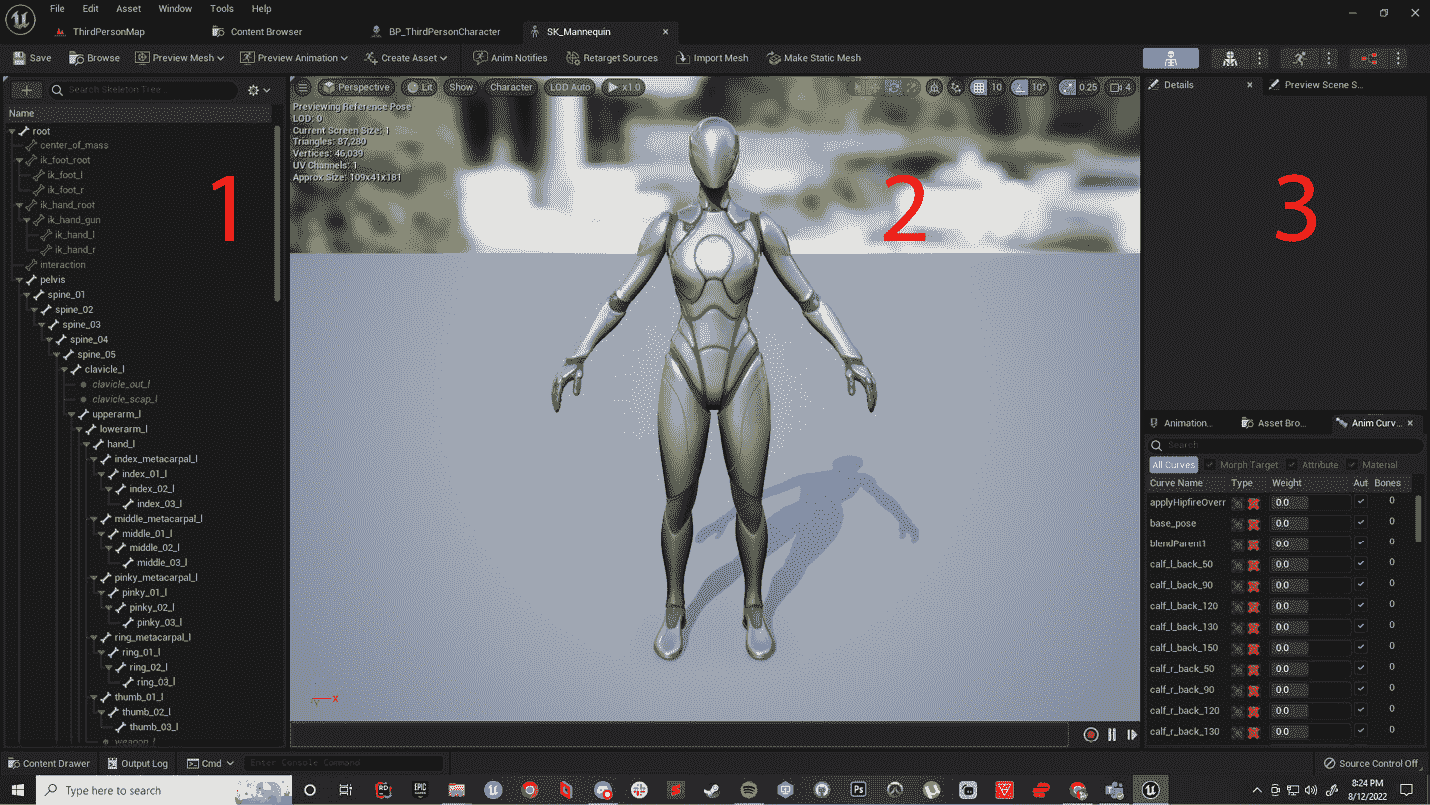 File Edit Asset Window Tools Help
ThirdPersonMap Content Browser BP_ThirdPersonCharacter SK_Mannequin
Save Browse Preview Mesh Preview Animation Create Asset Anim Notifies Retarget Sources Import Mesh Make Static Mesh
Search Skeleton Tree...
Name
root
center_of_mass
ik_foot_root
ik_foot_l
ik_foot_r
ik_hand_root
ik_hand_gun
ik_hand_l
ik_hand_r
interaction
pelvis
spine_01
spine_02
spine_03
spine_04
spine_05
clavicle_l
clavicle_out_l
clavicle_scap_l
upperarm_l
lowerarm_l
hand_l
index_metacarpal_l
index_01_l
index_02_l
index_03_l
middle_metacarpal_l
middle_01_l
middle_02_l
middle_03_l
pinky_metacarpal_l
pinky_01_l
pinky_02_l
pinky_03_l
ring_metacarpal_l
ring_01_l
ring_02_l
ring_03_l
thumb_01_l
thumb_02_l
thumb_03_l
weapon_l
1
Perspective Lit Show Character LOD Auto x1.0 10 10° 0.25 4
Previewing Reference Pose
LOD: 0
Current Screen Size: 1
Triangles: 87,280
Vertices: 46,039
UV Channels: 1
Approx Size: 109x41x181
2
X
Details Preview Scene S...
3
Animation... Asset Bro... Anim Curv...
Search
All Curves Morph Target Attribute Material
Curve Name Type Weight Aut Bones
applyHipfireOverr 0.0 0
base_pose 0.0 0
blendParent1 0.0 0
calf_l_back_50 0.0 0
calf_l_back_90 0.0 0
calf_l_back_120 0.0 0
calf_l_back_130 0.0 0
calf_l_back_150 0.0 0
calf_r_back_50 0.0 0
calf_r_back_90 0.0 0
calf_r_back_120 0.0 0
calf_r_back_130 0.0 0
Content Drawer Output Log Cmd Enter Console Command Source Control Off
Type here to search RD EPIC GAMES Ps 8:24 PM
8/12/2022